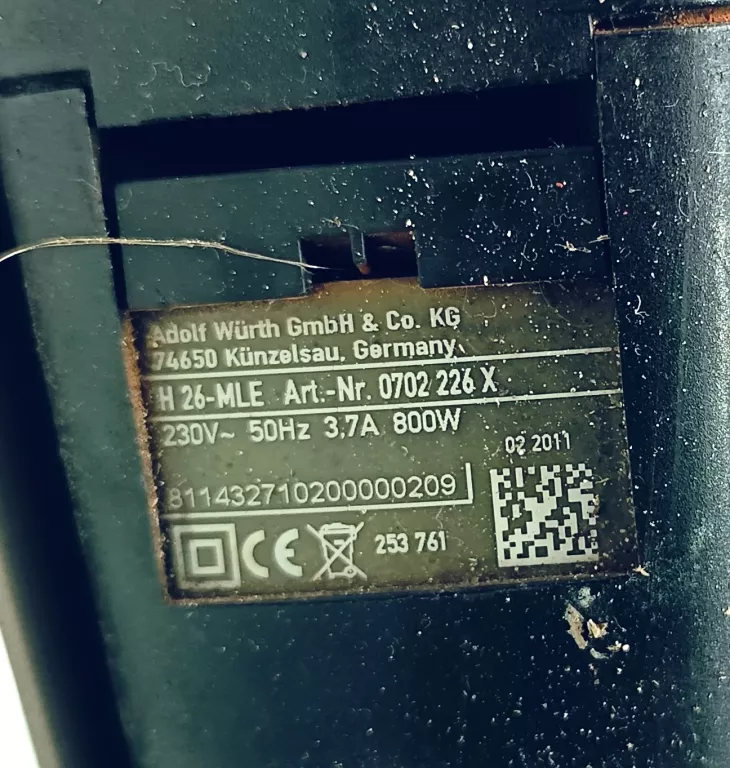 Adolf Würth GmbH & Co. KG
74650 Künzelsau, Germany
H 26-MLE Art.-Nr. 0702 226 X
230V~ 50Hz 3,7A 800W
02 2011
811432710200000209
CE 253 761